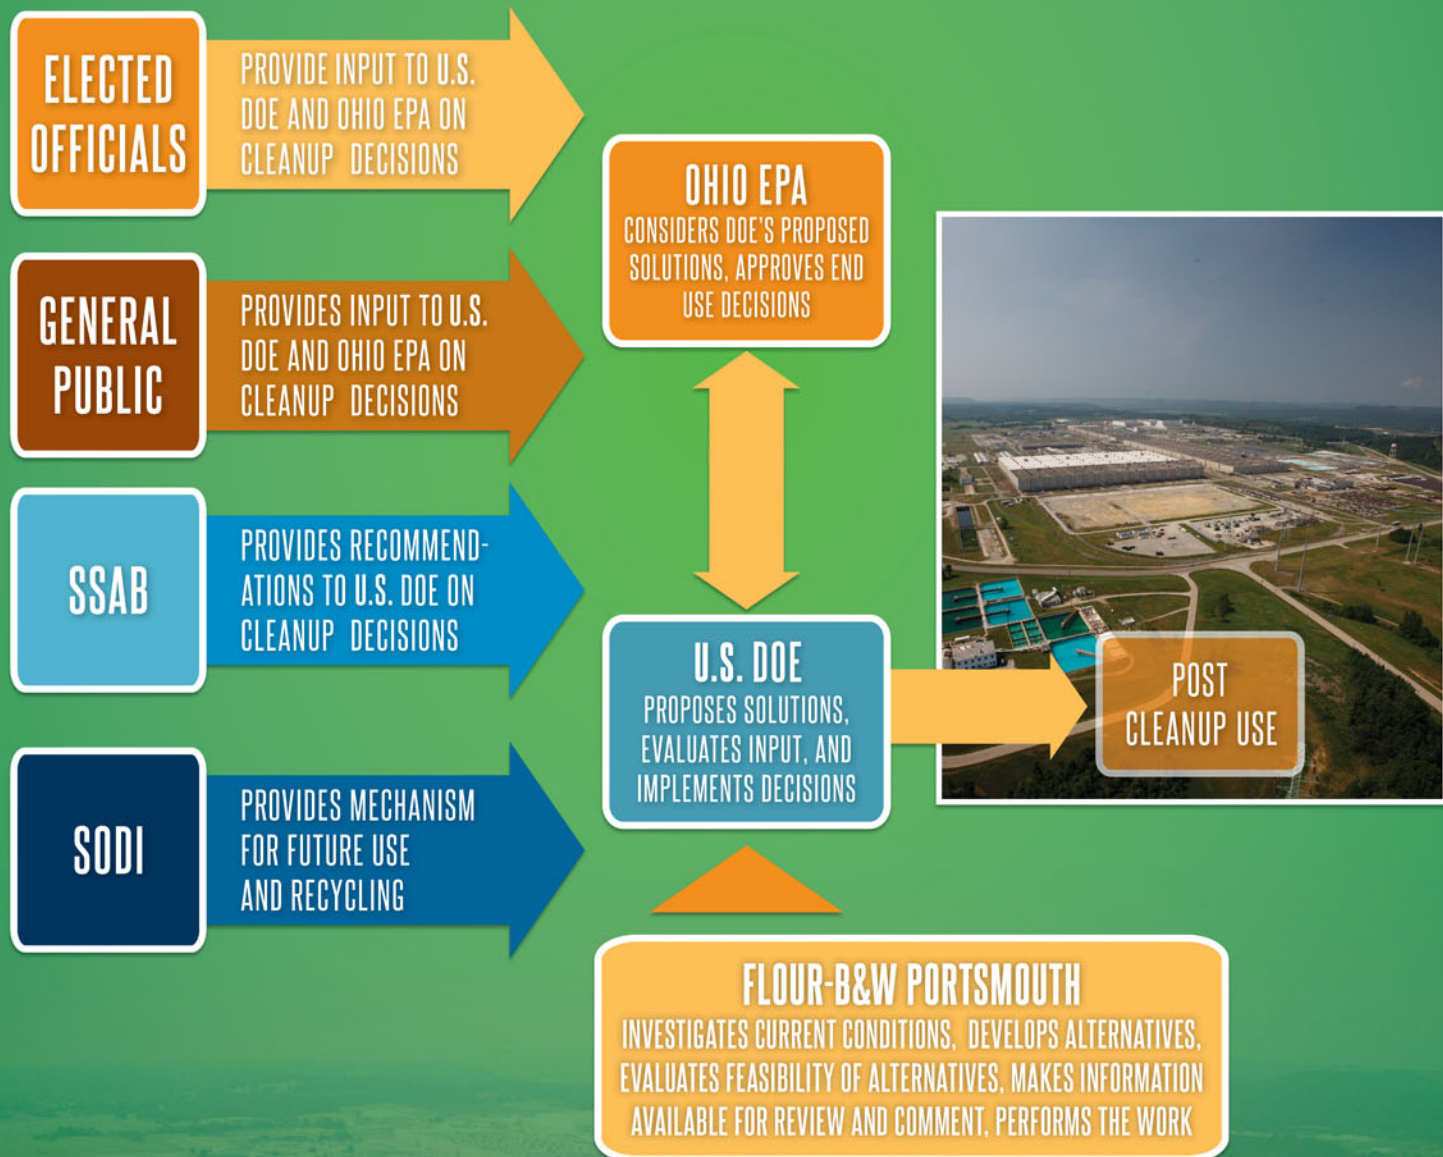 ELECTED
OFFICIALS
PROVIDE INPUT TO U.S.
DOE AND OHIO EPA ON
CLEANUP DECISIONS
GENERAL
PUBLIC
PROVIDES INPUT TO U.S.
DOE AND OHIO EPA ON
CLEANUP DECISIONS
SSAB
PROVIDES RECOMMEND-
ATIONS TO U.S. DOE ON
CLEANUP DECISIONS
SODI
PROVIDES MECHANISM
FOR FUTURE USE
AND RECYCLING
OHIO EPA
CONSIDERS DOE'S PROPOSED
SOLUTIONS, APPROVES END
USE DECISIONS
U.S. DOE
PROPOSES SOLUTIONS,
EVALUATES INPUT, AND
IMPLEMENTS DECISIONS
POST
CLEANUP USE
FLOUR-B&W PORTSMOUTH
INVESTIGATES CURRENT CONDITIONS, DEVELOPS ALTERNATIVES,
EVALUATES FEASIBILITY OF ALTERNATIVES, MAKES INFORMATION
AVAILABLE FOR REVIEW AND COMMENT, PERFORMS THE WORK